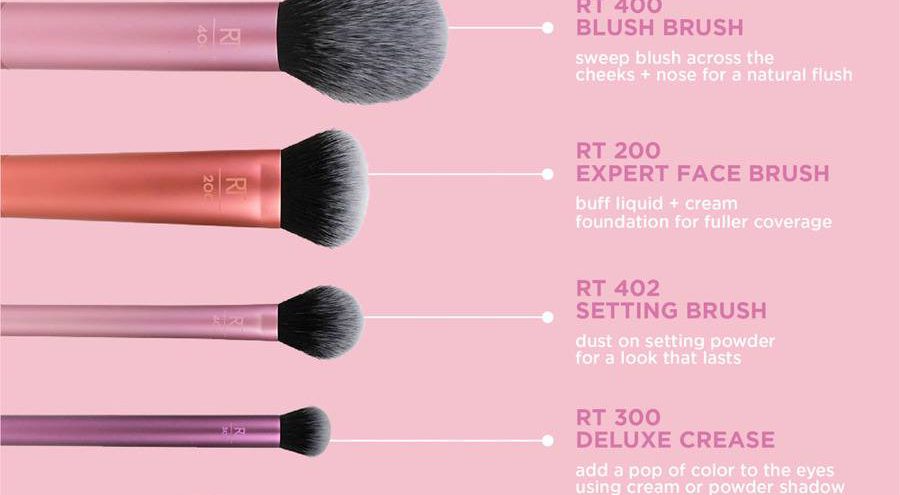 RT 400
BLUSH BRUSH
sweep blush across the
cheeks + nose for a natural flush
RT
RT 200
EXPERT FACE BRUSH
buff liquid + cream
foundation for fuller coverage
RT
200
RT 402
SETTING BRUSH
dust on setting powder
for a look that lasts
RT
RT 300
DELUXE CREASE
add a pop of color to the eyes
using cream or powder shadow
RT